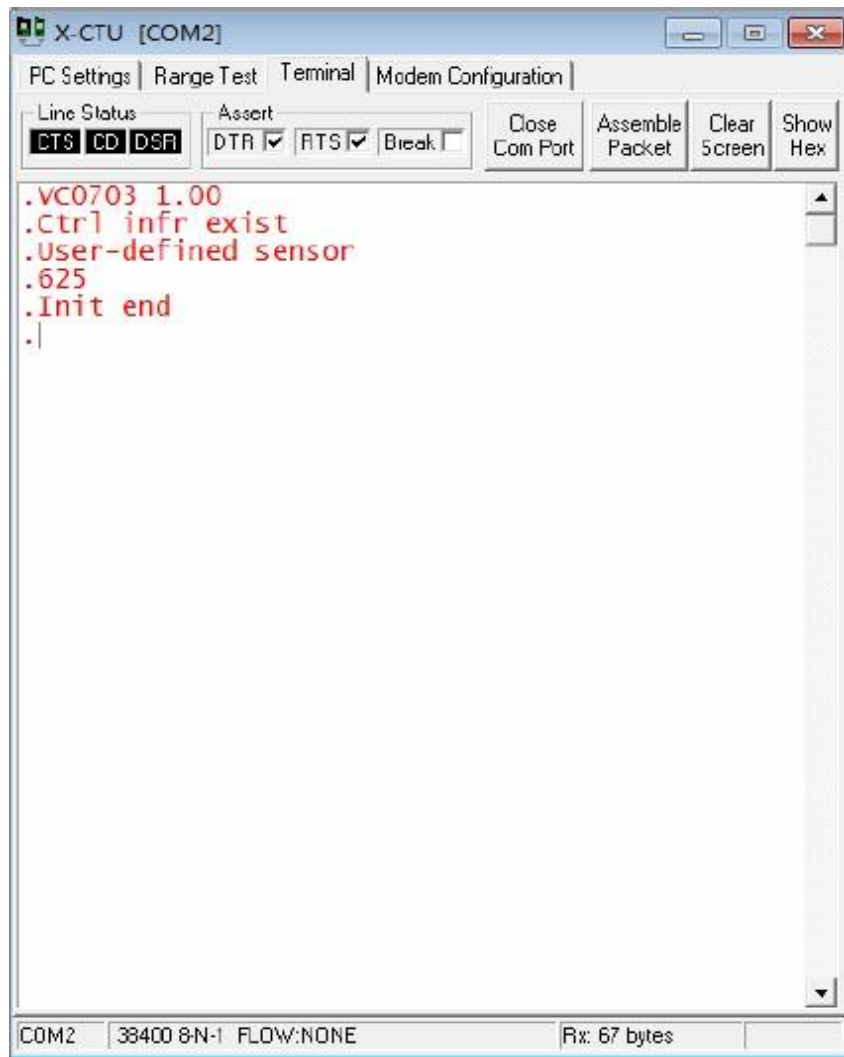 X-CTU [COM2]
PC Settings Range Test Terminal Modem Configuration
Line Status Assert
CTS CD DSR DTR RTS Break Close Com Port Assemble Packet Clear Screen Show Hex
.VC0703 1.00
.Ctrl infr exist
.User-defined sensor
.625
.Init end
.
COM2 38400 8-N-1 FLOW:NONE Rx: 67 bytes